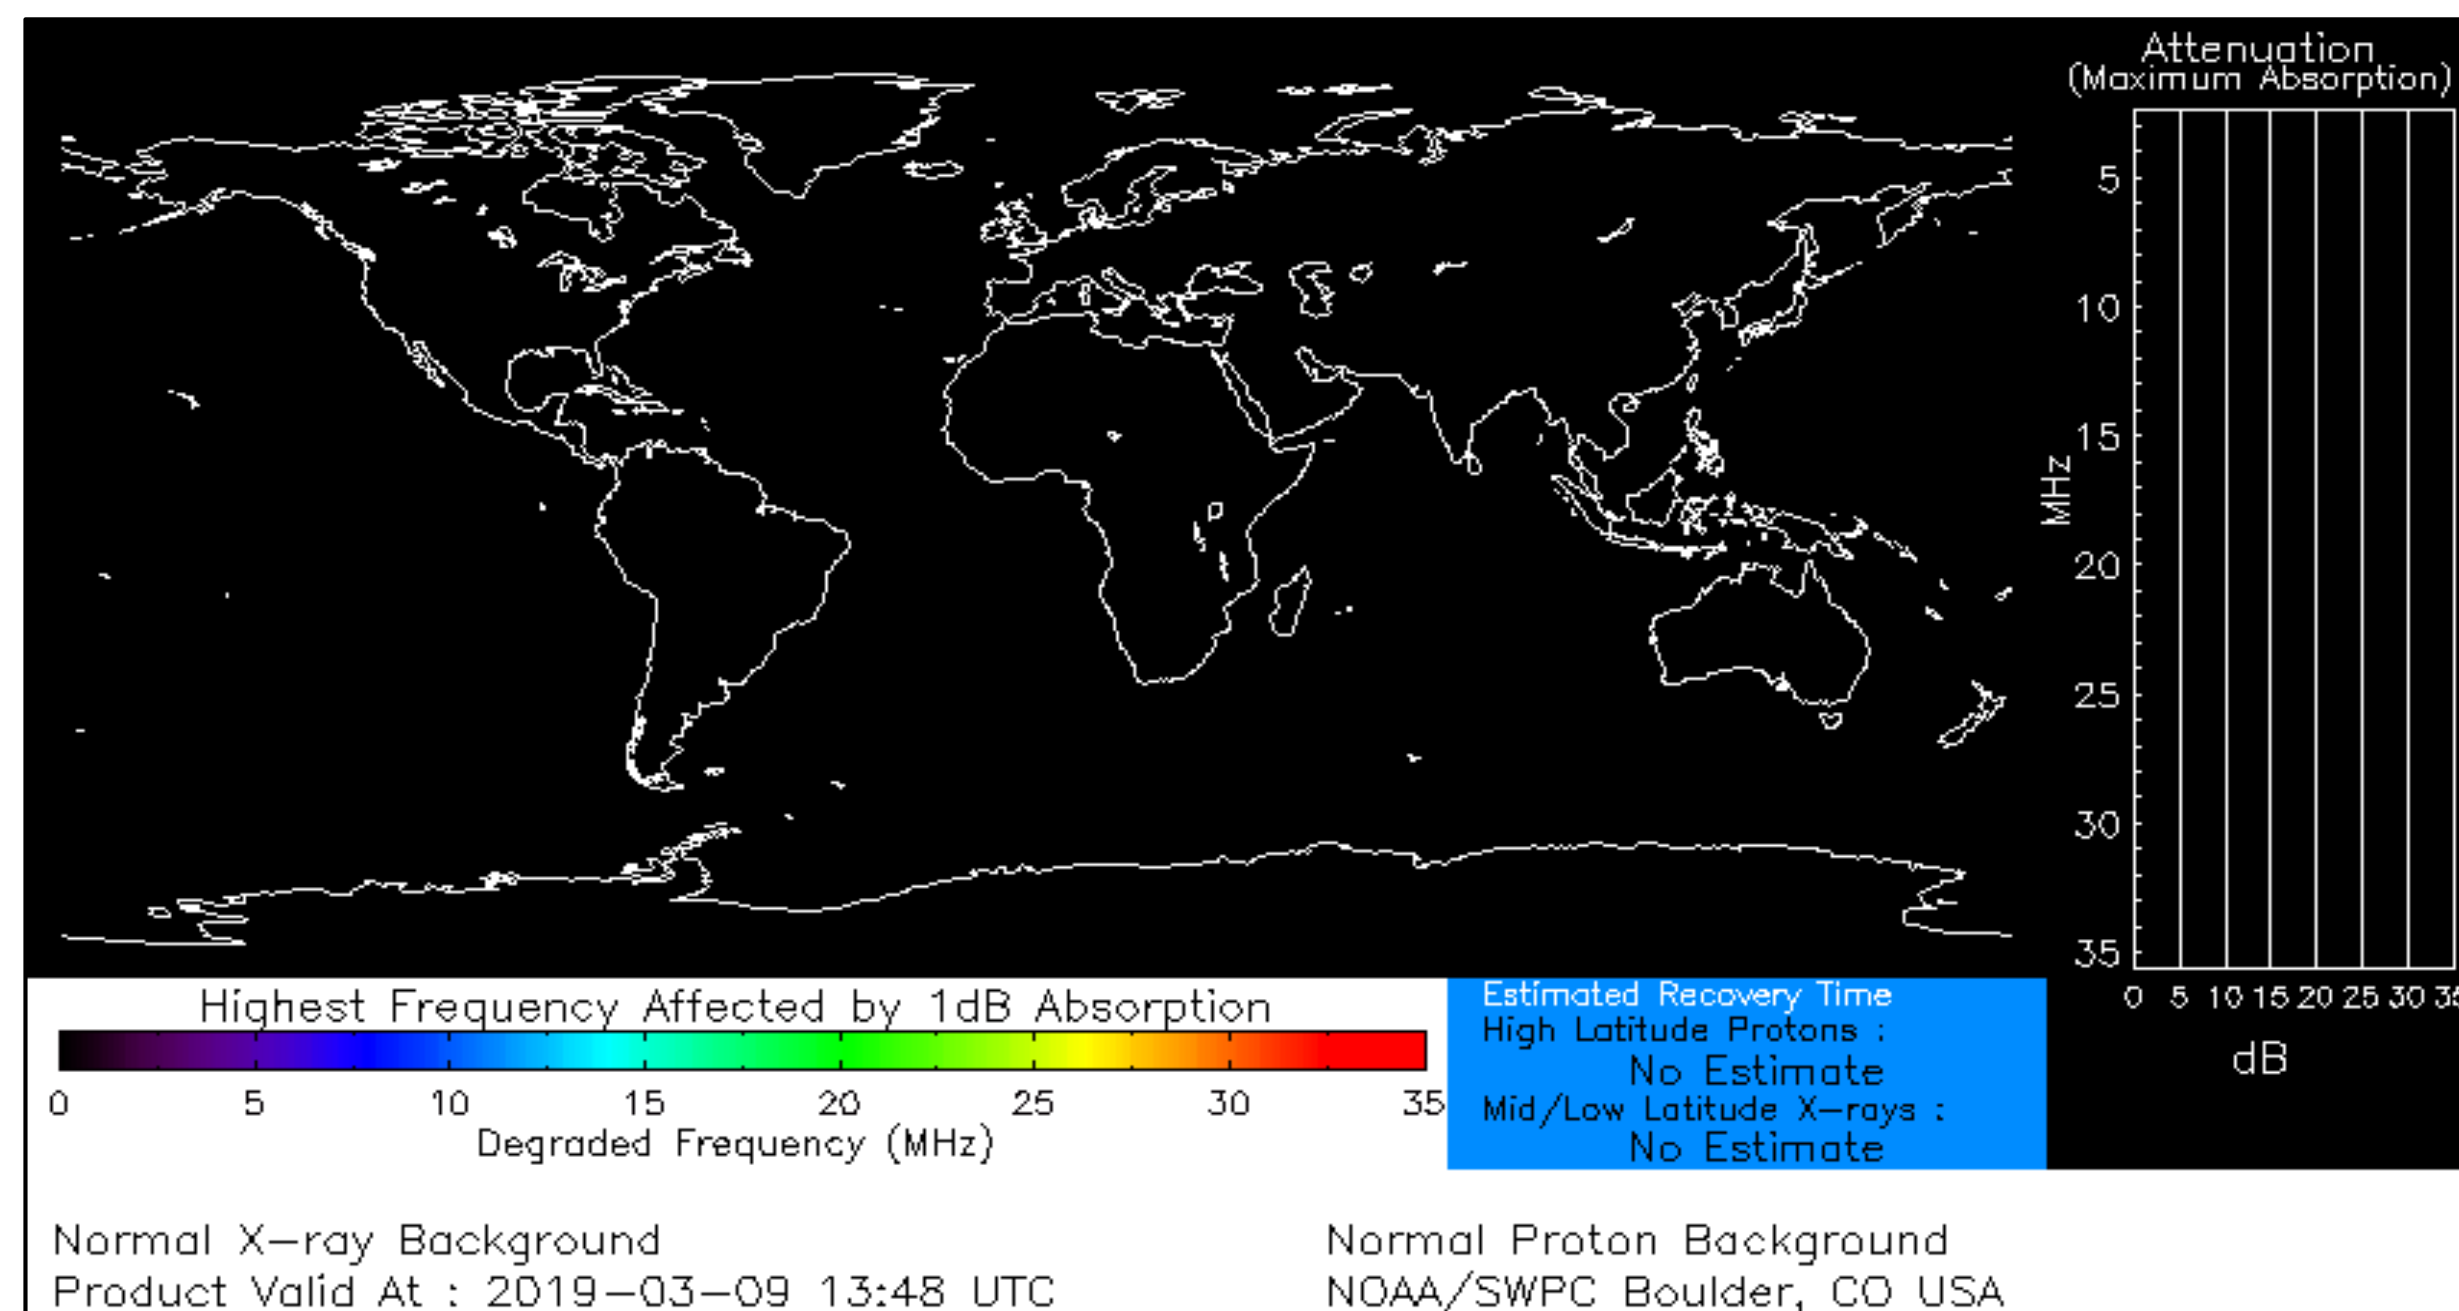 Attenuation
(Maximum Absorption)
5
10
15
20
25
30
35
MHz
0 5 10 15 20 25 30
dB
Highest Frequency Affected by 1dB Absorption
0 5 10 15 20 25 30 35
Degraded Frequency (MHz)
Estimated Recovery Time
High Latitude Protons :
No Estimate
Mid/Low Latitude X-rays :
No Estimate
Normal X-ray Background
Normal Proton Background
Product Valid At : 2019-03-09 13:48 UTC
NOAA/SWPC Boulder, CO USA